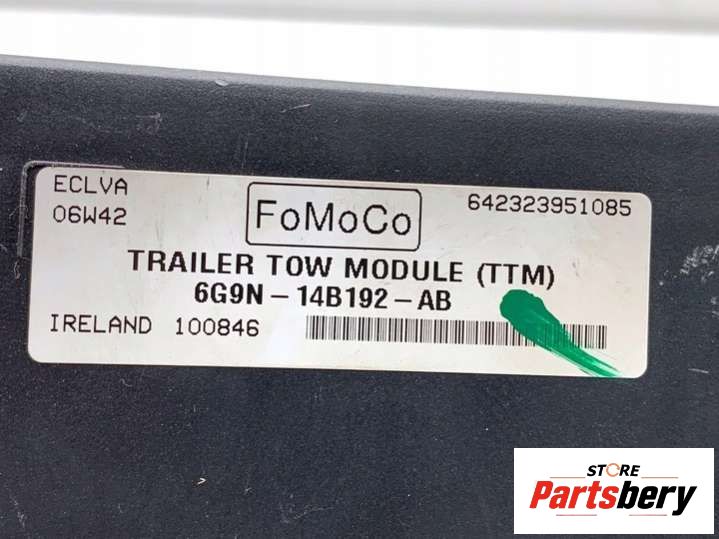 ECLVA
06W42
FoMoCo
642323951085
TRAILER TOW MODULE (TTM)
6G9N-14B192-AB
IRELAND 100846
STORE
Partsbery